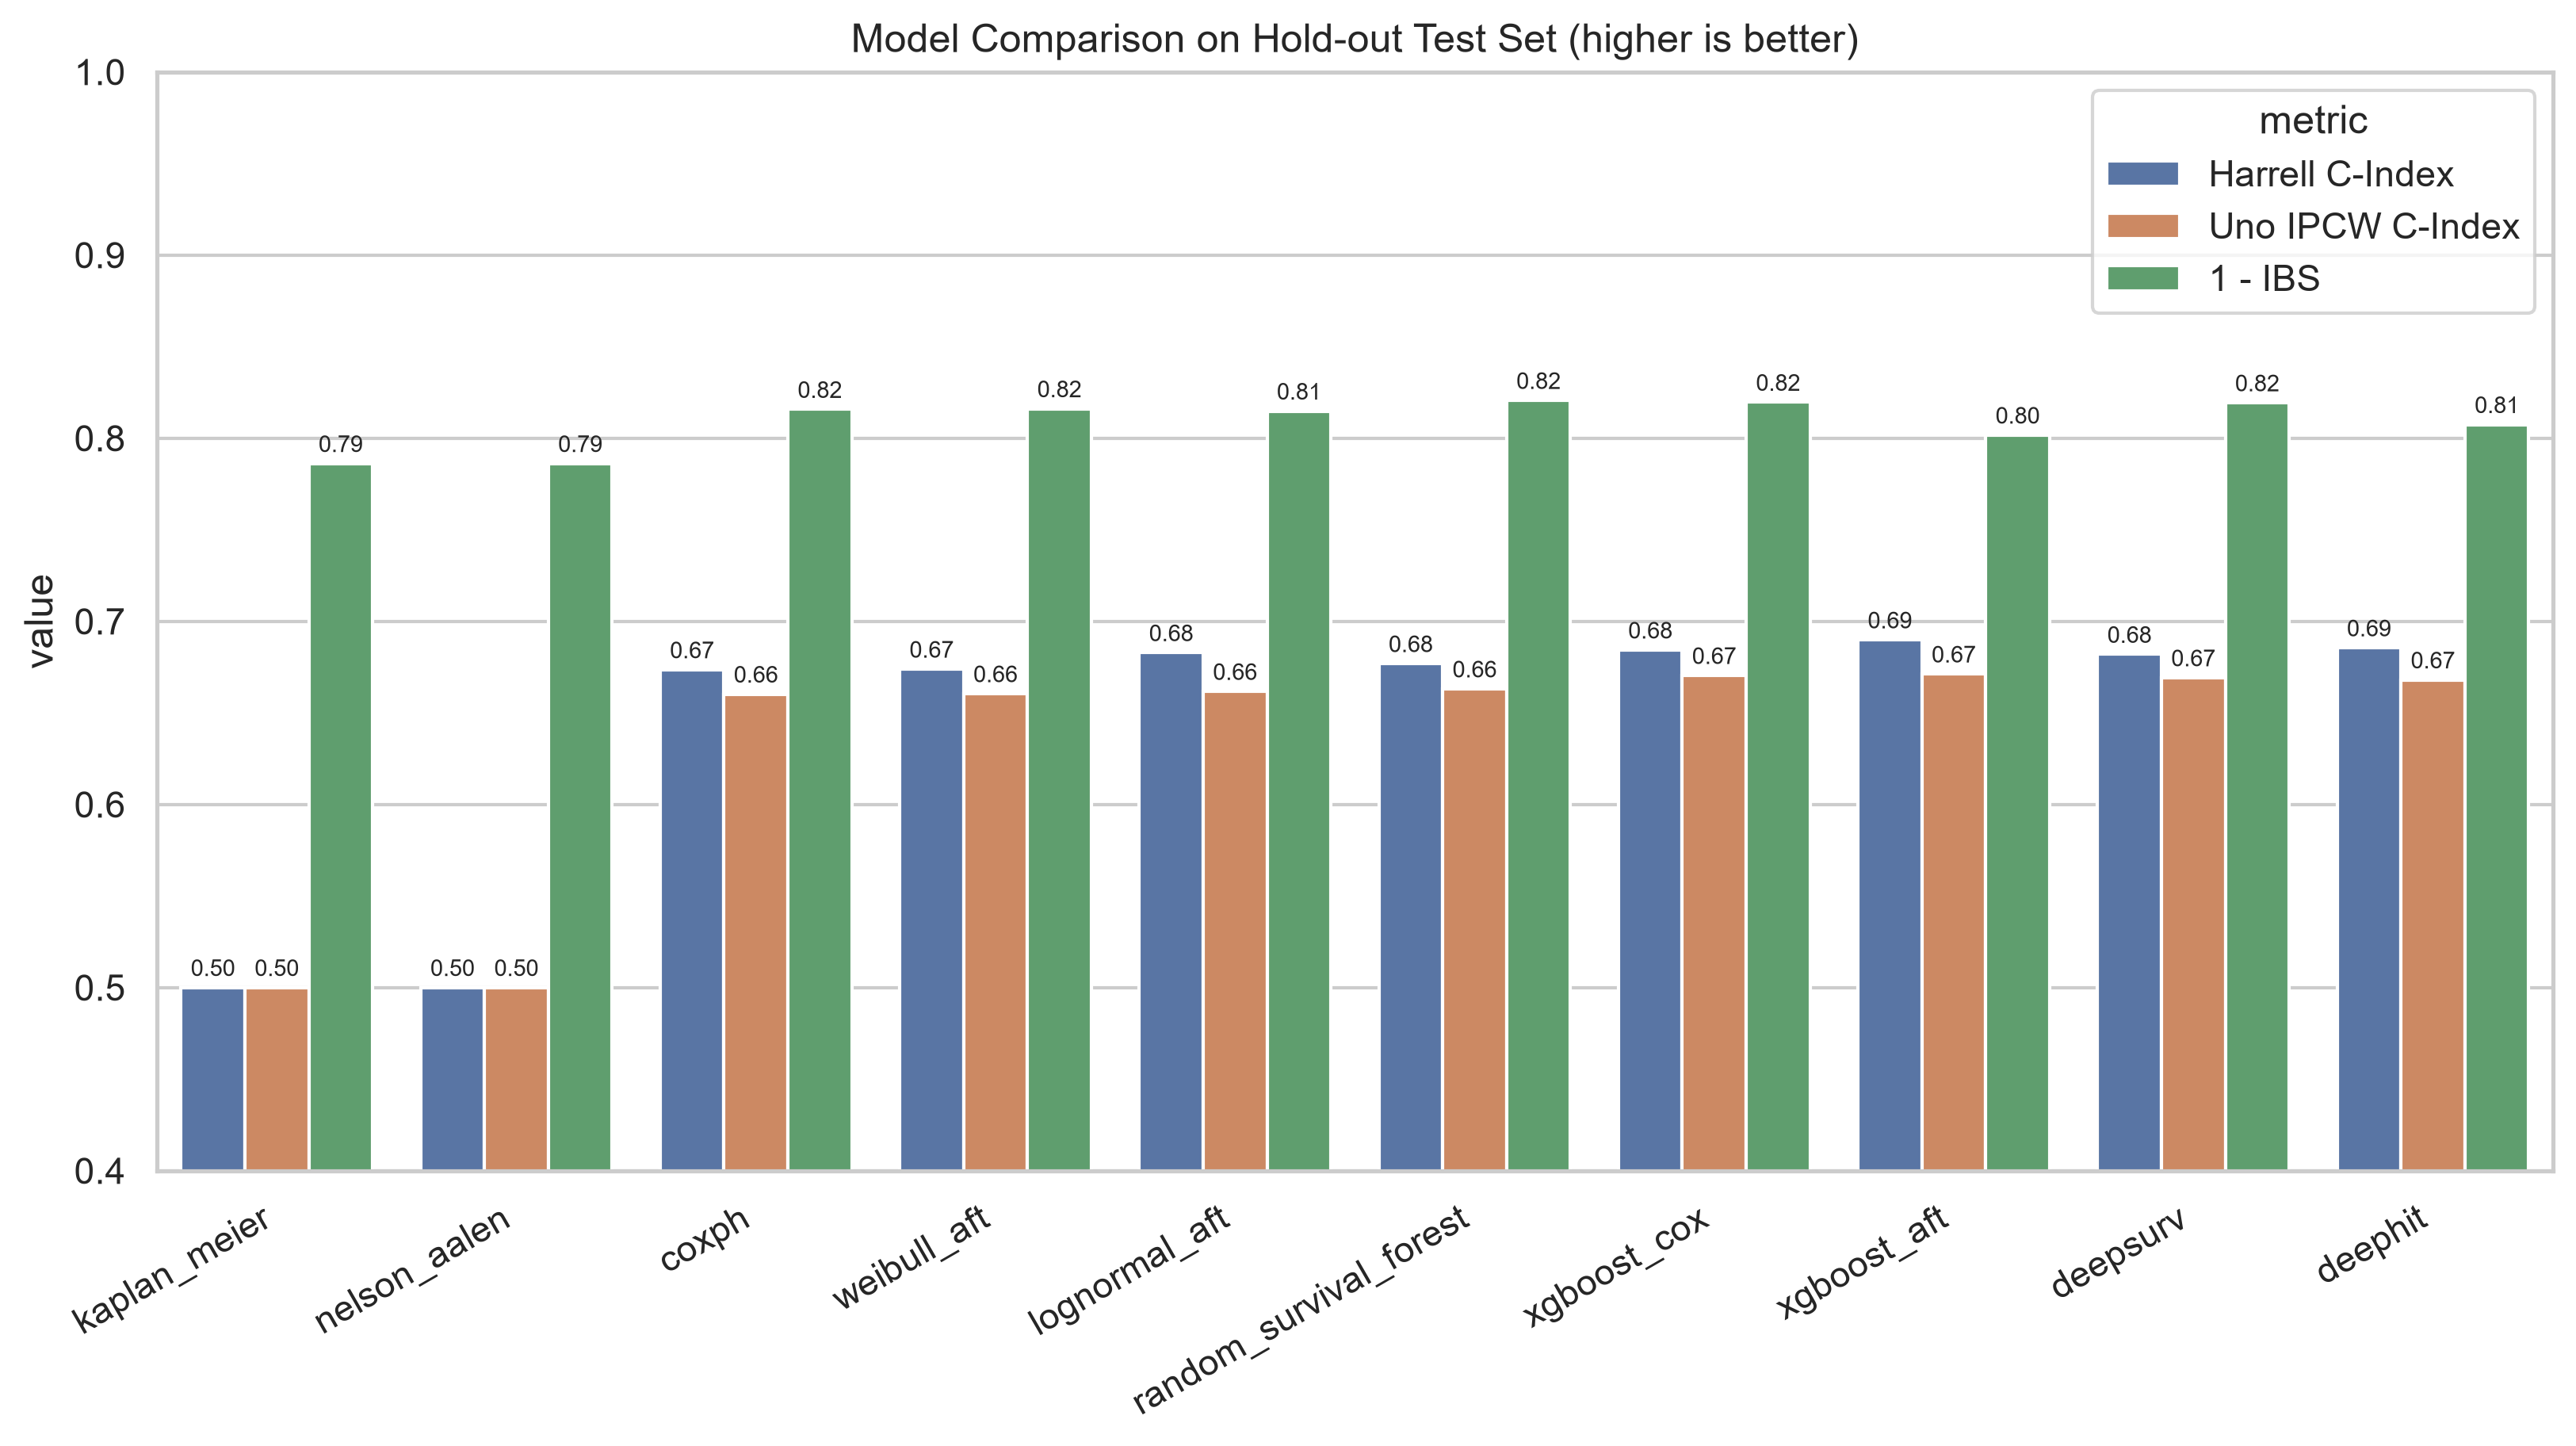 Model Comparison on Hold-out Test Set (higher is better)
metric
Harrell C-Index
Uno IPCW C-Index
1 - IBS
value
1.0
0.9
0.8
0.7
0.6
0.5
0.4
0.50 0.50 0.79
0.50 0.50 0.79
0.67 0.66 0.82
0.67 0.66 0.82
0.68 0.66 0.81
0.68 0.66 0.82
0.68 0.67 0.82
0.69 0.67 0.80
0.68 0.67 0.82
0.69 0.67 0.81
kaplan_meier
nelson_aalen
coxph
weibull_aft
lognormal_aft
random_survival_forest
xgboost_cox
xgboost_aft
deepsurv
deephit